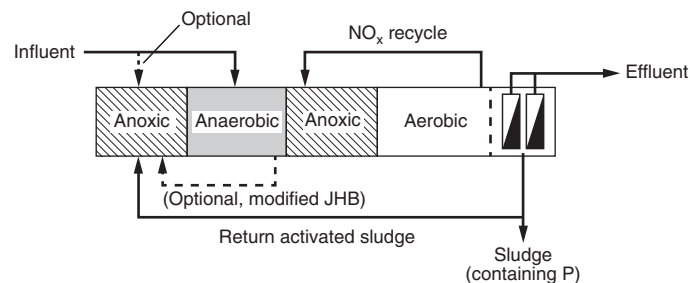 Optional
Influent
NOx recycle
Effluent
Anoxic
Anaerobic
Anoxic
Aerobic
(Optional, modified JHB)
Return activated sludge
Sludge
(containing P)